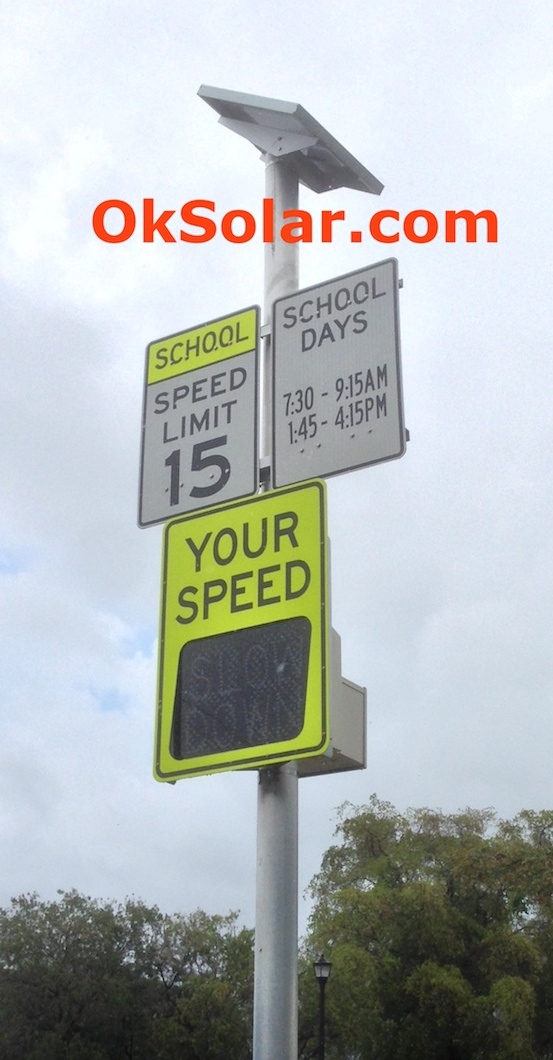 OkSolar.com
SCHOOL
SPEED
LIMIT
15
SCHOOL
DAYS
7:30 - 9:15AM
1:45 - 4:15PM
YOUR
SPEED
SLOW
DOWN